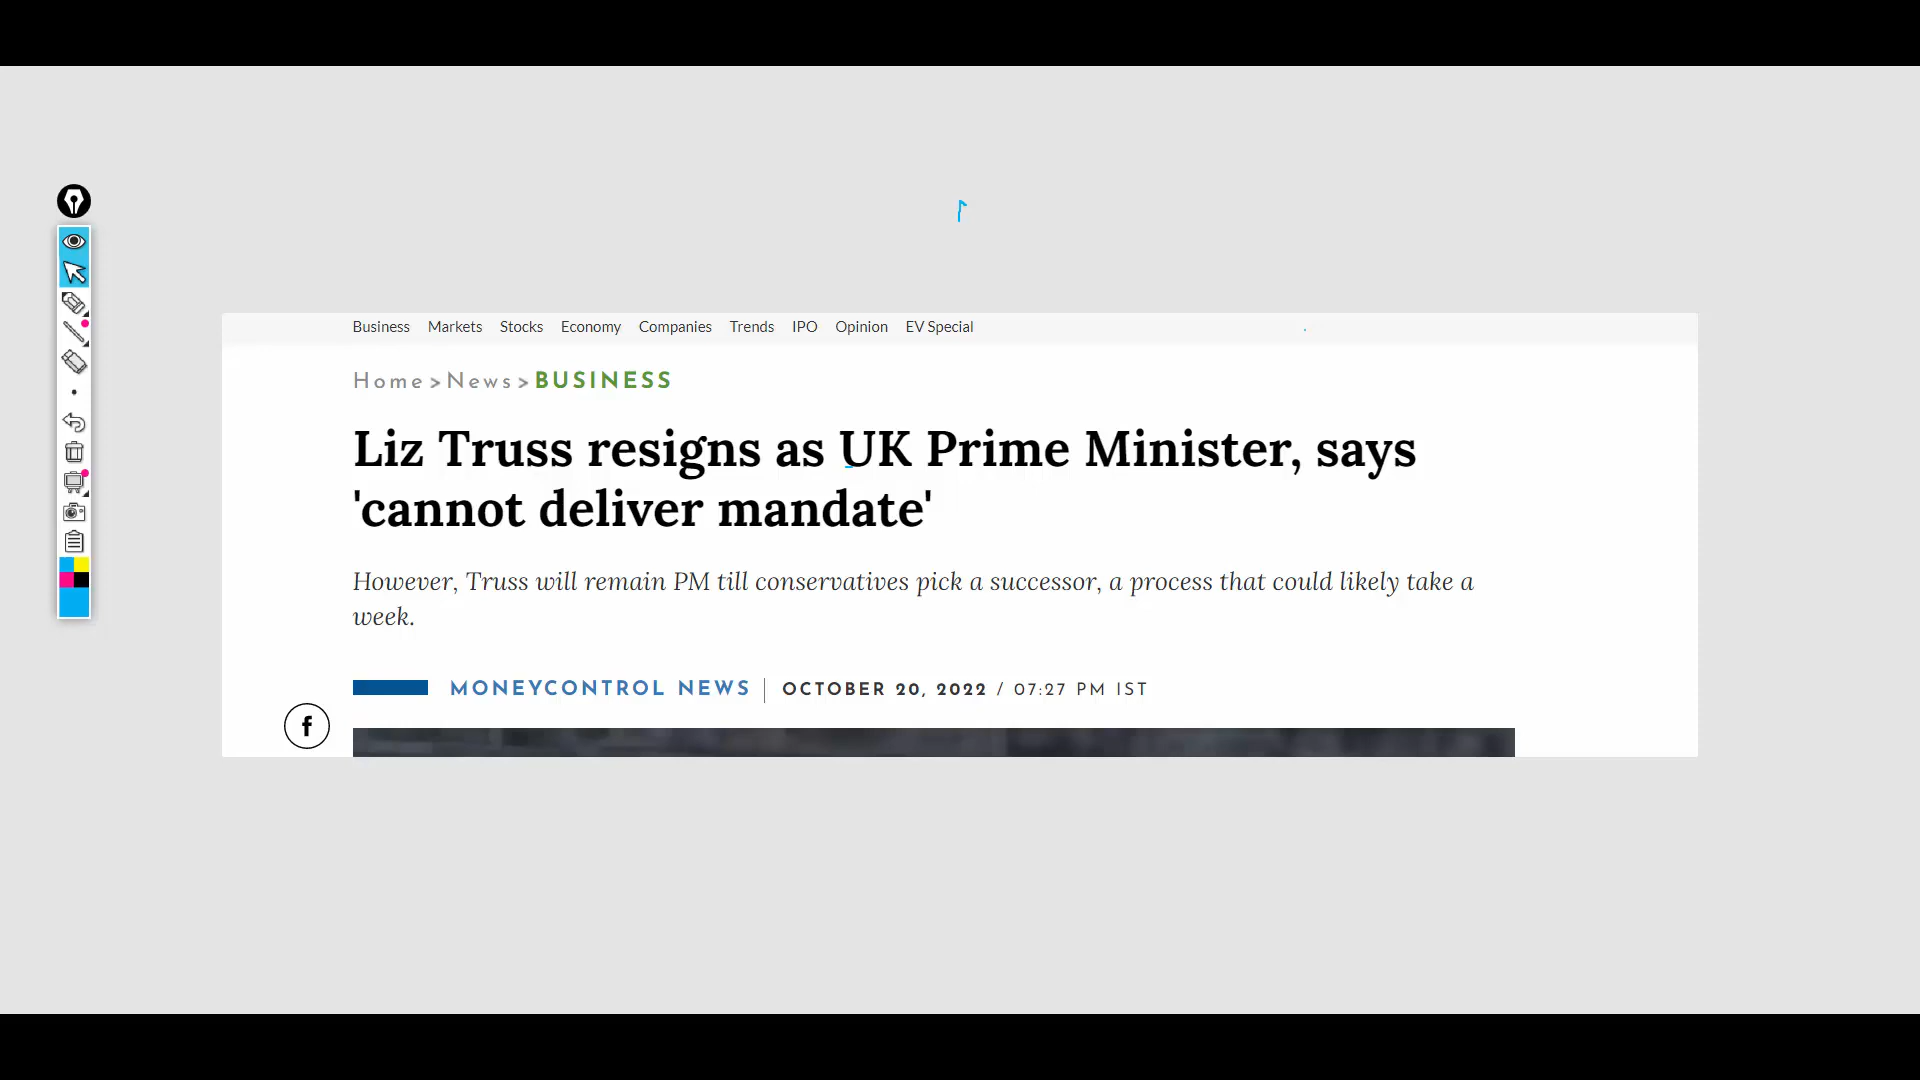 Business Markets Stocks Economy Companies Trends IPO Opinion EV Special
Home > News > BUSINESS
Liz Truss resigns as UK Prime Minister, says
'cannot deliver mandate'
However, Truss will remain PM till conservatives pick a successor, a process that could likely take a
week.
MONEYCONTROL NEWS | OCTOBER 20, 2022 / 07:27 PM IST